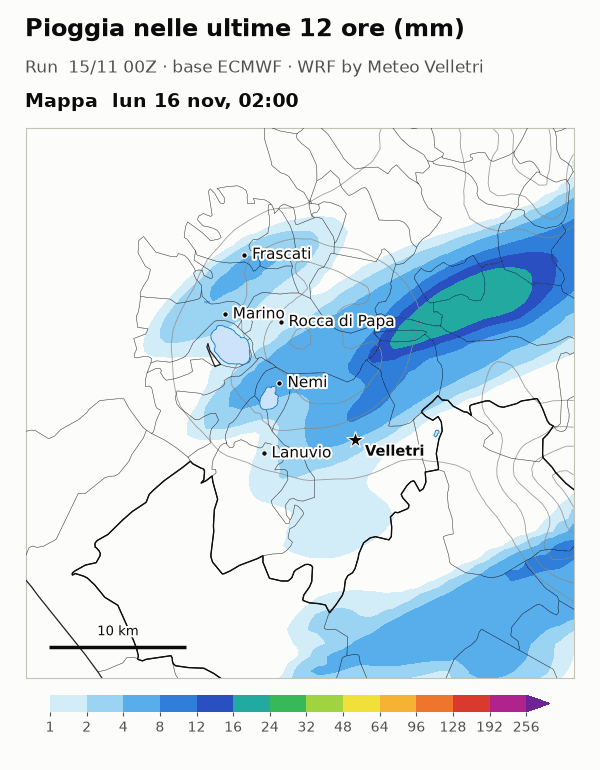 Pioggia nelle ultime 12 ore (mm)
Run  15/11 00Z · base ECMWF · WRF by Meteo Velletri
Mappa  lun 16 nov, 02:00
Frascati
Marino
Rocca di Papa
Nemi
Velletri
Lanuvio
10 km
1 2 4 8 12 16 24 32 48 64 96 128 192 256